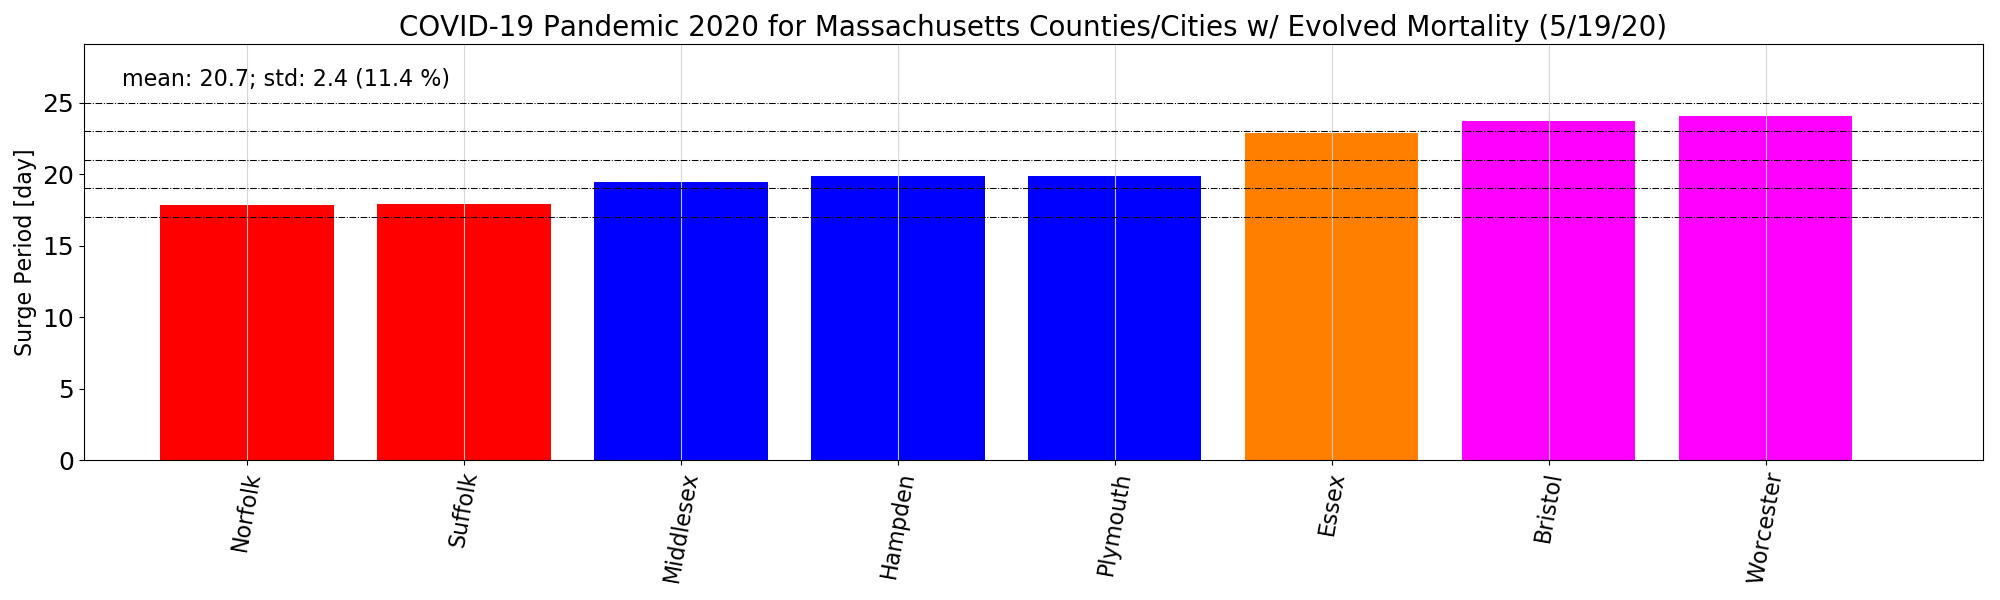 COVID-19 Pandemic 2020 for Massachusetts Counties/Cities w/ Evolved Mortality (5/19/20)
mean: 20.7; std: 2.4 (11.4 %)
Surge Period [day]
25
20
15
10
5
0
Norfolk
Suffolk
Middlesex
Hampden
Plymouth
Essex
Bristol
Worcester